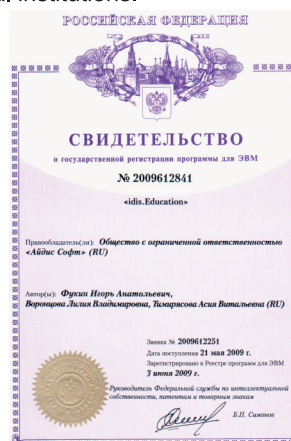 РОССИЙСКАЯ ФЕДЕРАЦИЯ
СВИДЕТЕЛЬСТВО
о государственной регистрации программы для ЭВМ
№ 2009612841
«idis.Education»
Правообладатель(ли): Общество с ограниченной ответственностью
«Айдис Софт» (RU)
Автор(ы): Фукин Игорь Анатольевич,
Воронцова Лилия Владимировна, Тимирясова Асия Витальевна (RU)
Заявка № 2009612251
Дата поступления 21 мая 2009 г.
Зарегистрировано в Реестре программ для ЭВМ
3 июня 2009 г.
Руководитель Федеральной службы по интеллектуальной
собственности, патентам и товарным знакам
Б.П. Симонов